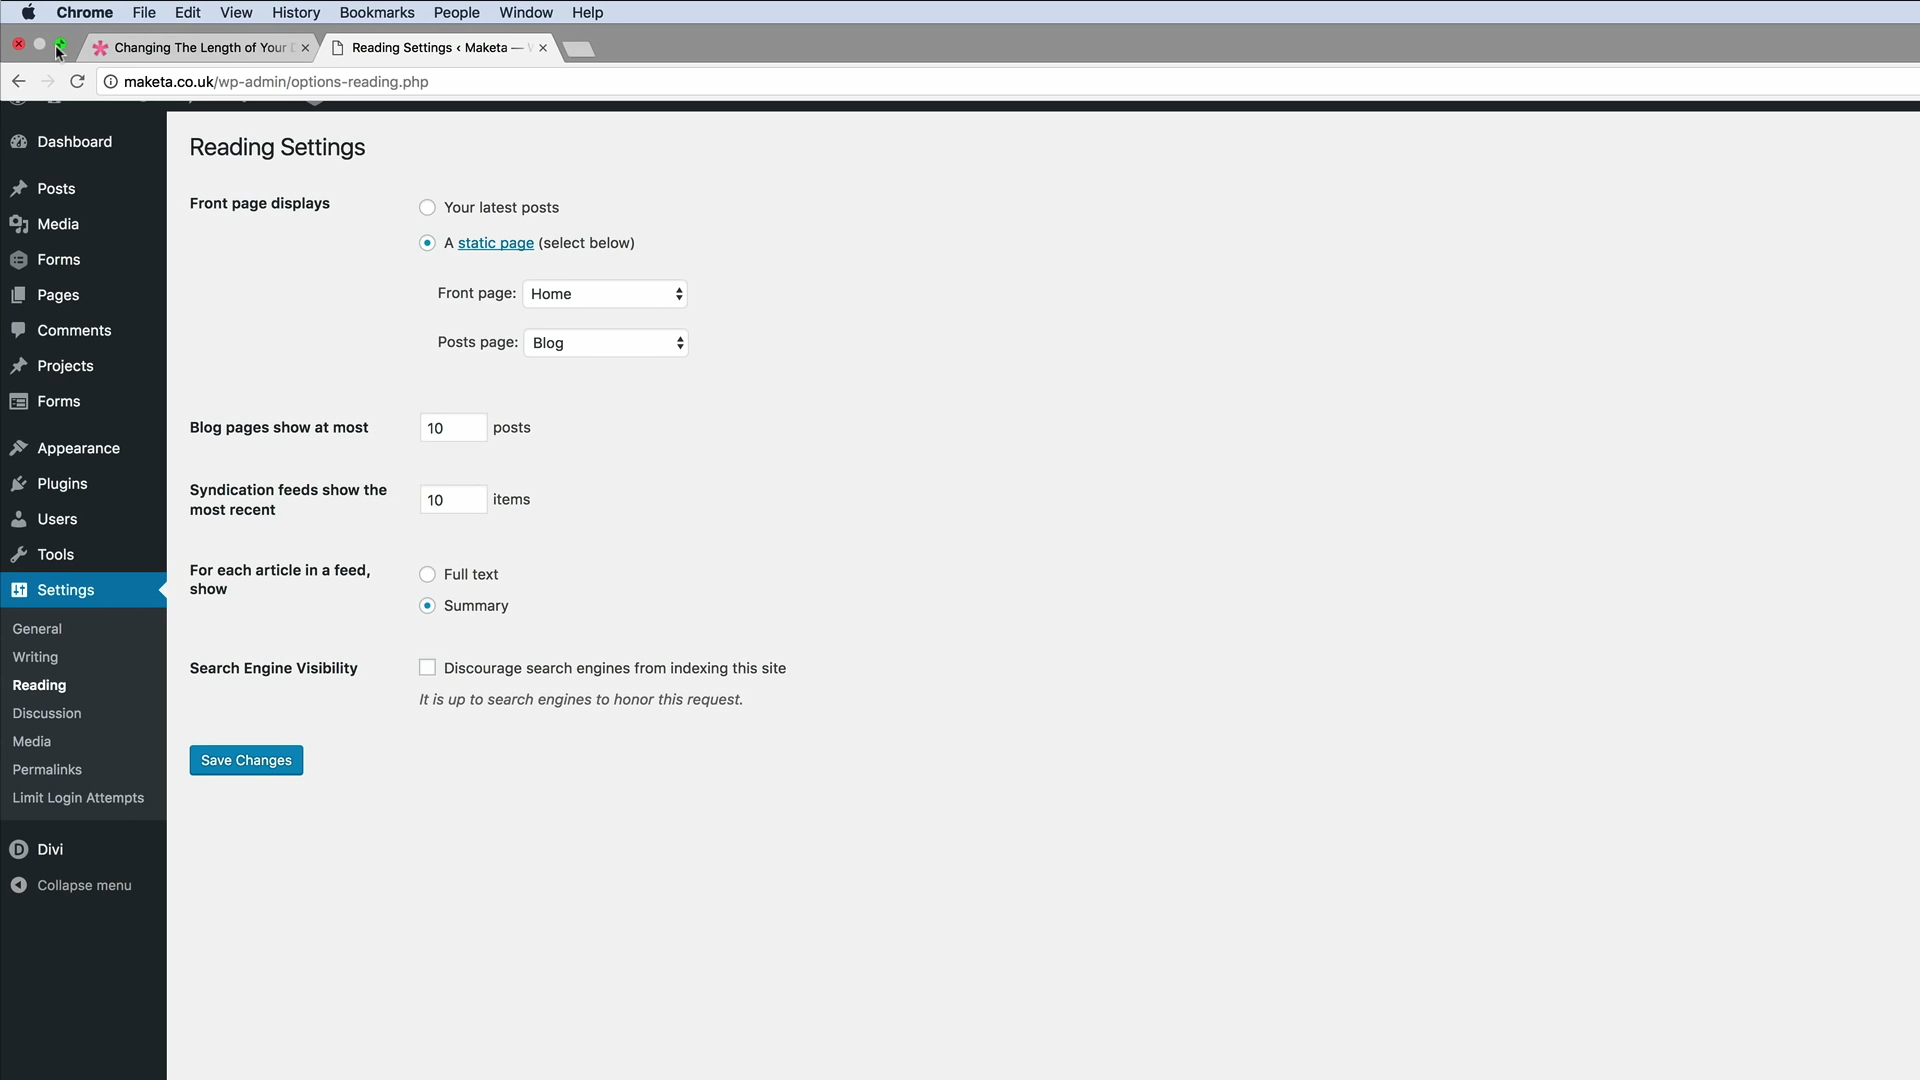 Chrome File Edit View History Bookmarks People Window Help
Changing The Length of Your
Reading Settings ‹ Maketa —
maketa.co.uk/wp-admin/options-reading.php
Dashboard
Posts
Media
Forms
Pages
Comments
Projects
Forms
Appearance
Plugins
Users
Tools
Settings
General
Writing
Reading
Discussion
Media
Permalinks
Limit Login Attempts
Divi
Collapse menu
Reading Settings
Front page displays
Your latest posts
A static page (select below)
Front page: Home
Posts page: Blog
Blog pages show at most 10 posts
Syndication feeds show the
most recent
10 items
For each article in a feed,
show
Full text
Summary
Search Engine Visibility
Discourage search engines from indexing this site
It is up to search engines to honor this request.
Save Changes